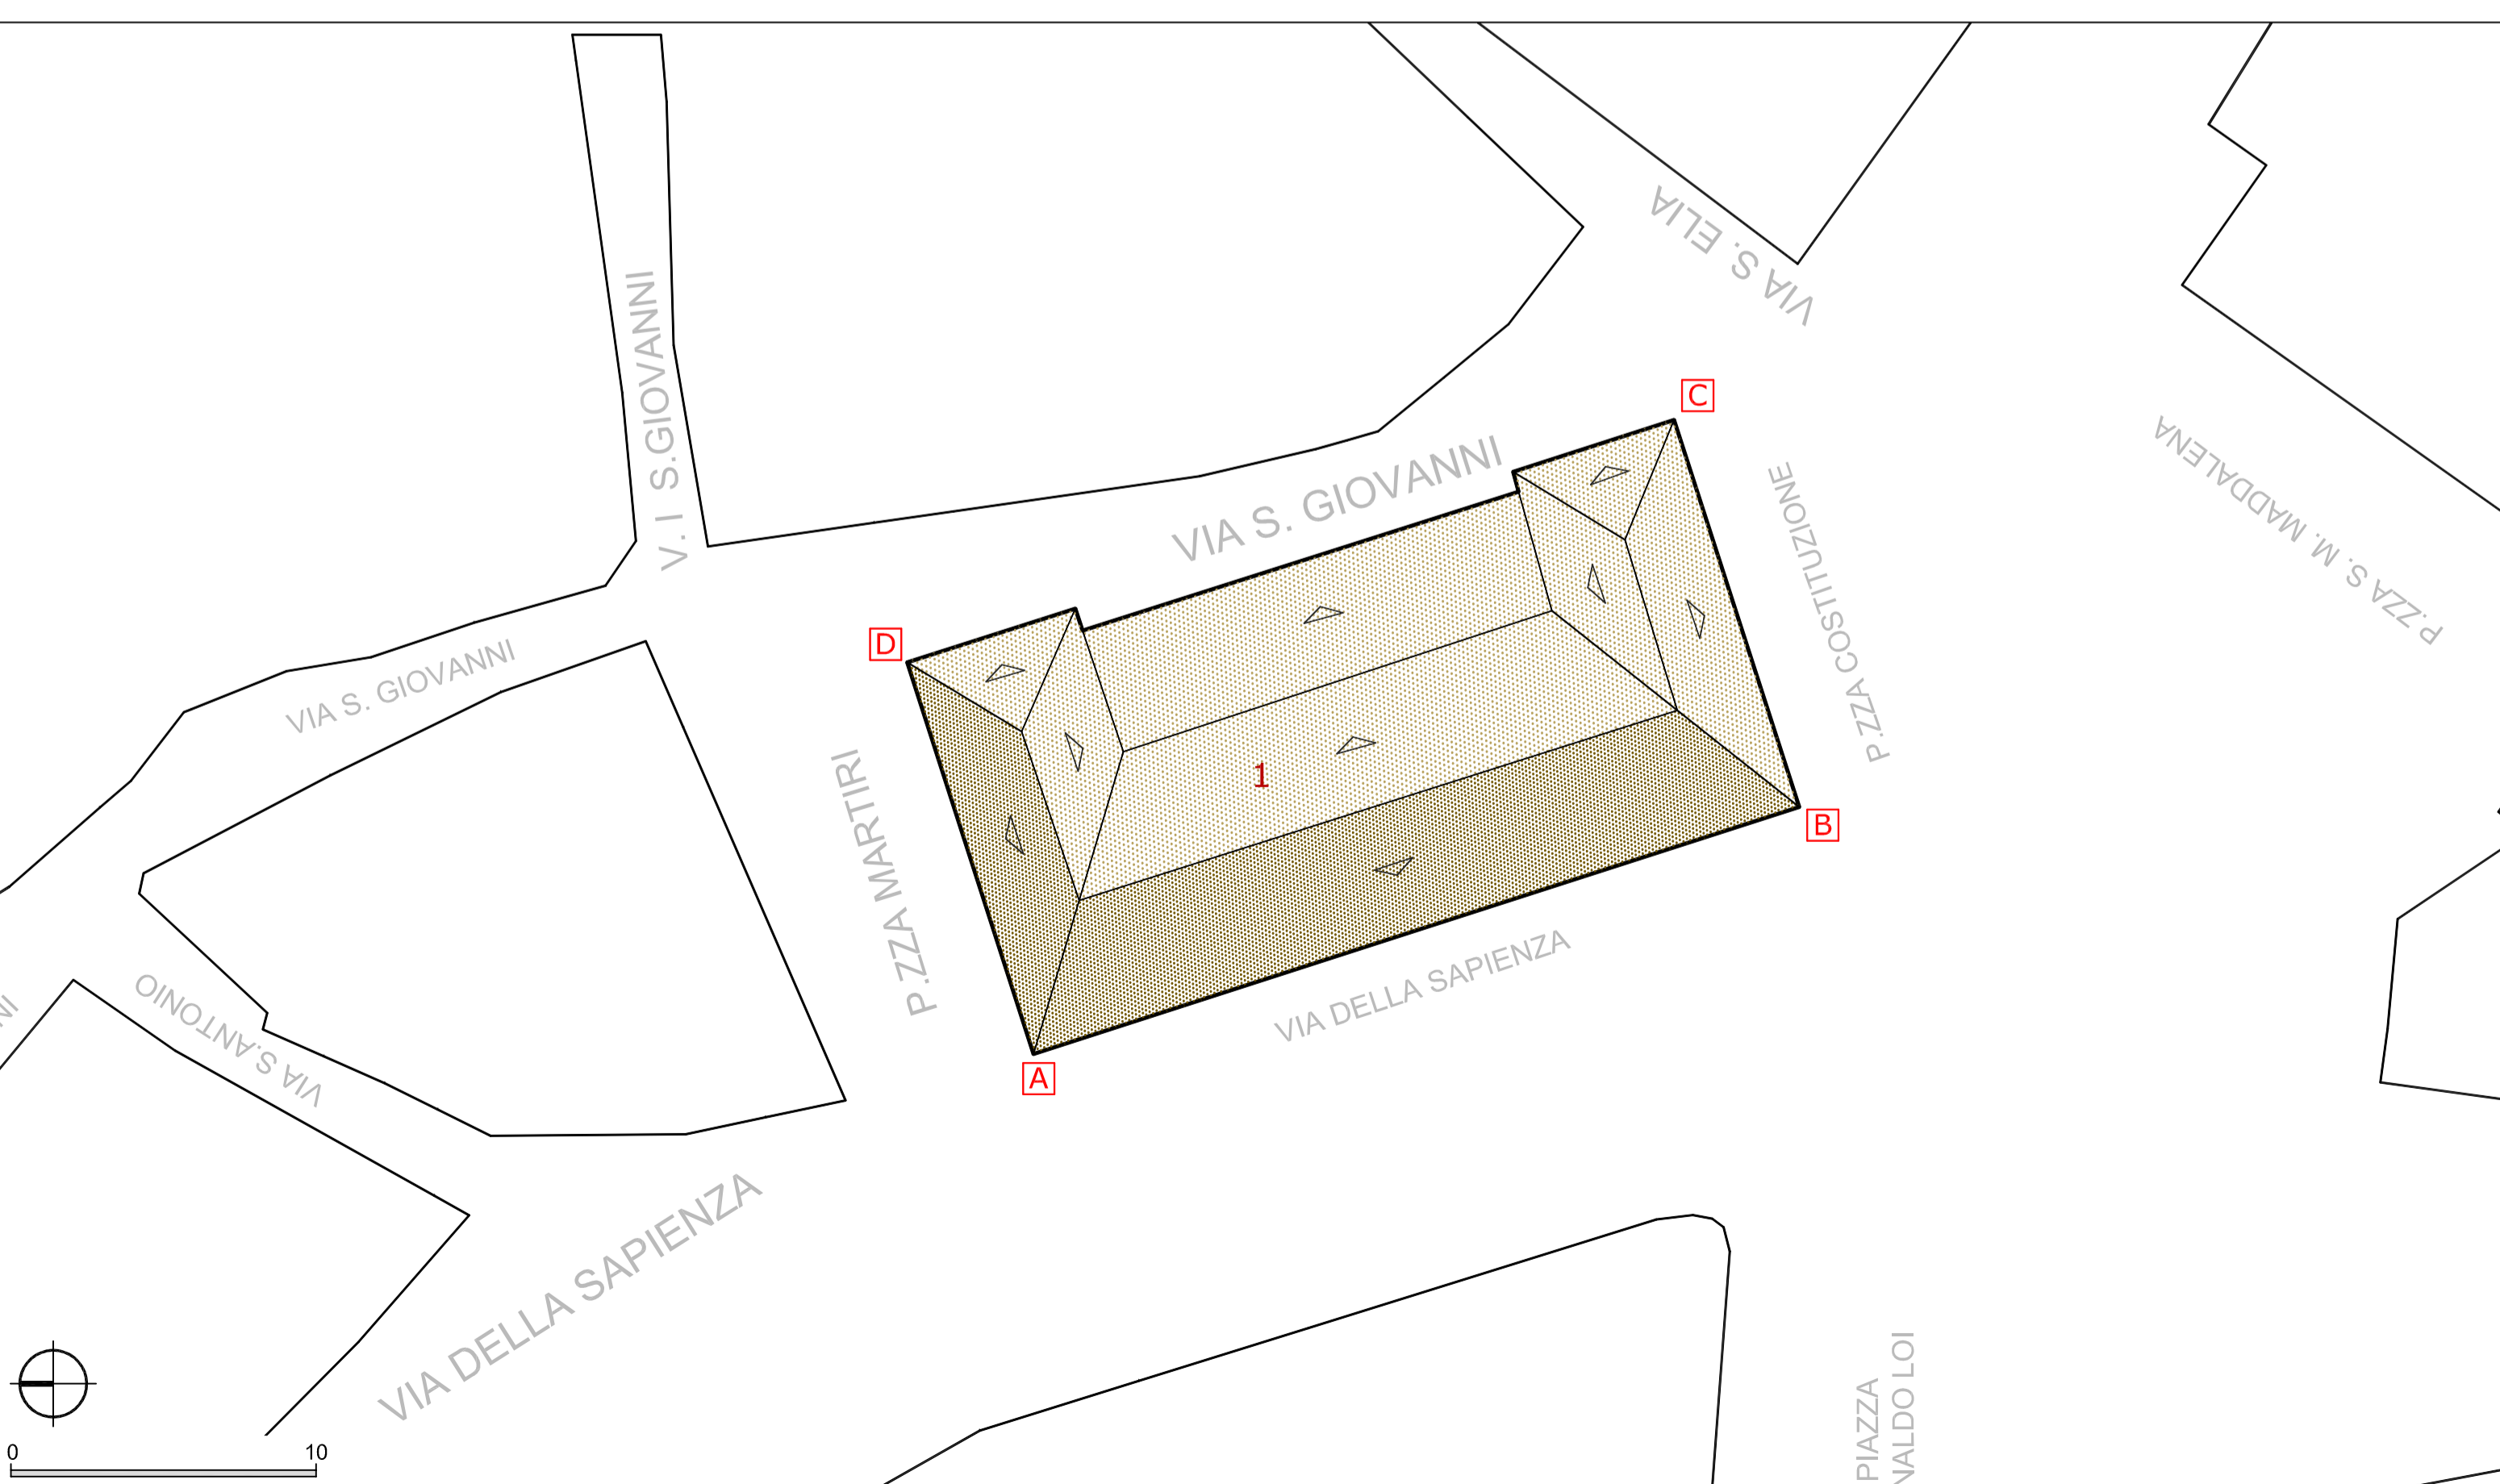 VIA S. ELIA
V. I S.GIOVANNI
C
VIA S. GIOVANNI
P.ZZA S. M. MADDALENA
P.ZZA COSTITUZIONE
D
VIA S. GIOVANNI
P.ZZA MARTIRI
1
B
VIA DELLA SAPIENZA
VIA S.ANTONIO
A
VIA DELLA SAPIENZA
PIAZZA
NALDO LOI
0 10